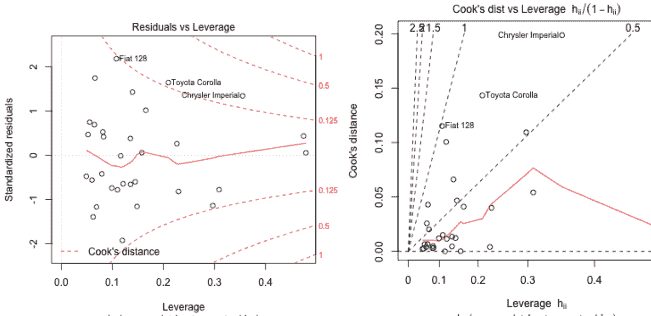 Residuals vs Leverage
Standardized residuals
2
1
0
-1
-2
Fiat 128
Toyota Corolla
Chrysler Imperial
1
0.5
0.125
0.125
0.5
1
Cook's distance
0.0 0.1 0.2 0.3 0.4
Leverage
Cook's dist vs Leverage hii/(1−hii)
Cook's distance
0.20
0.15
0.10
0.05
0.00
2.5 2 1.5 1 0.5
Chrysler Imperial
Toyota Corolla
Fiat 128
0 0.1 0.2 0.3 0.4
Leverage hii